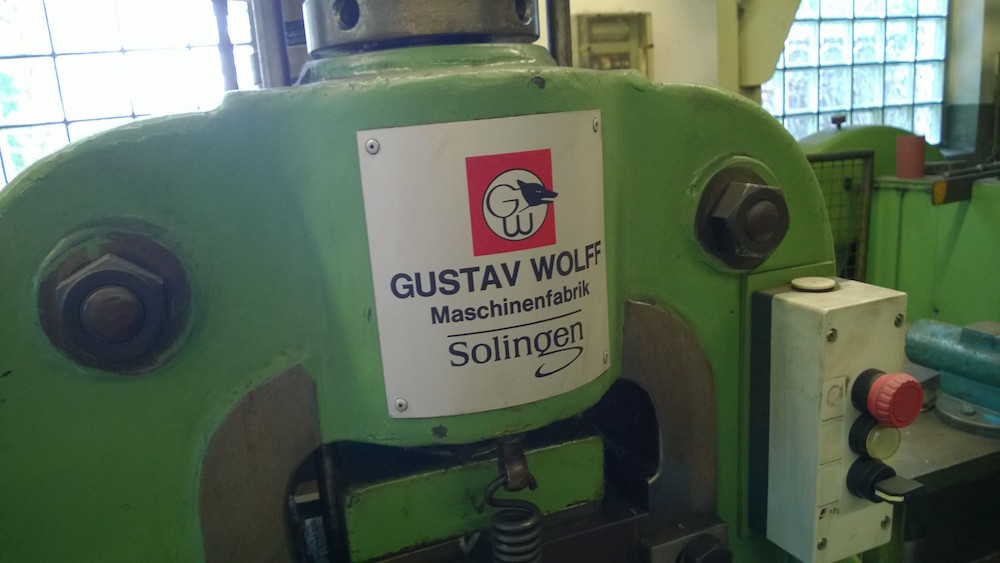 GW
GUSTAV WOLFF
Maschinenfabrik
Solingen